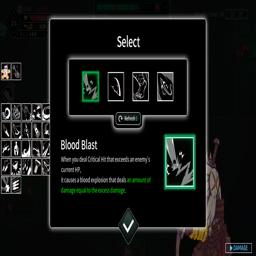 Select
Refresh
Blood Blast
When you deal Critical Hit that exceeds an enemy's
current HP,
it causes a blood explosion that deals an amount of
damage equal to the excess damage.
DAMAGE